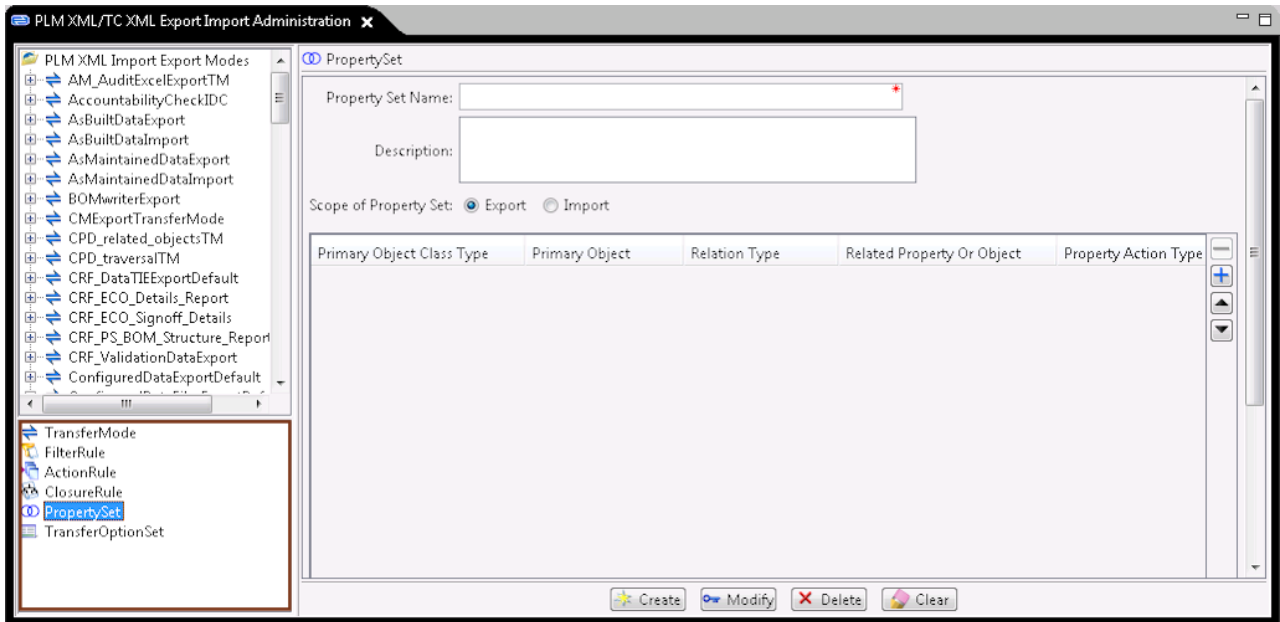 PLM XML/TC XML Export Import Administration
PLM XML Import Export Modes
AM_AuditExcelExportTM
AccountabilityCheckIDC
AsBuiltDataExport
AsBuiltDataImport
AsMaintainedDataExport
AsMaintainedDataImport
BOMwriterExport
CMExportTransferMode
CPD_related_objectsTM
CPD_traversalTM
CRF_DataTIEExportDefault
CRF_ECO_Details_Report
CRF_ECO_Signoff_Details
CRF_PS_BOM_Structure_Report
CRF_ValidationDataExport
ConfiguredDataExportDefault
TransferMode
FilterRule
ActionRule
ClosureRule
PropertySet
TransferOptionSet
PropertySet
Property Set Name: *
Description:
Scope of Property Set: Export Import
Primary Object Class Type Primary Object Relation Type Related Property Or Object Property Action Type
Create Modify Delete Clear